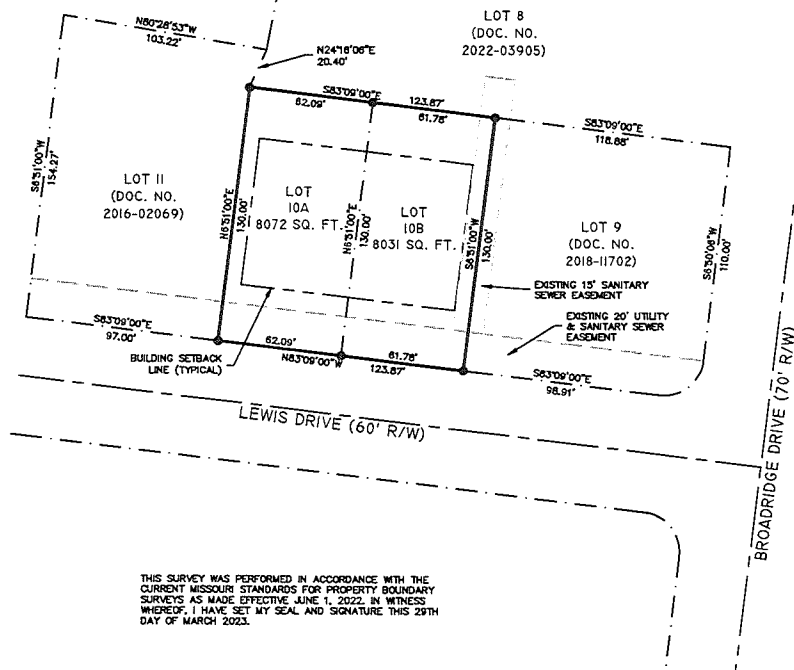 LOT 8
(DOC. NO.
2022-03905)
N80°28'53"W
103.22'
N24°16'06"E
20.40'
S83°09'00"E
62.09'
123.87'
61.78'
S83°09'00"E
118.88'
S6°51'00"W
154.27'
LOT 11
(DOC. NO.
2016-02069)
N6°51'00"E
130.00'
LOT
10A
8072 SQ. FT.
N6°51'00"E
130.00'
LOT
10B
8031 SQ. FT.
S6°51'00"W
130.00'
LOT 9
(DOC. NO.
2018-11702)
S6°50'06"W
110.00'
EXISTING 15' SANITARY
SEWER EASEMENT
EXISTING 20' UTILITY
& SANITARY SEWER
EASEMENT
S83°09'00"E
97.00'
BUILDING SETBACK
LINE (TYPICAL)
62.09'
N83°09'00"W
61.78'
123.87'
S83°09'00"E
98.91'
LEWIS DRIVE (60' R/W)
BROADRIDGE DRIVE (70' R/W)
THIS SURVEY WAS PERFORMED IN ACCORDANCE WITH THE
CURRENT MISSOURI STANDARDS FOR PROPERTY BOUNDARY
SURVEYS AS MADE EFFECTIVE JUNE 1, 2022. IN WITNESS
WHEREOF, I HAVE SET MY SEAL AND SIGNATURE THIS 29TH
DAY OF MARCH 2023.